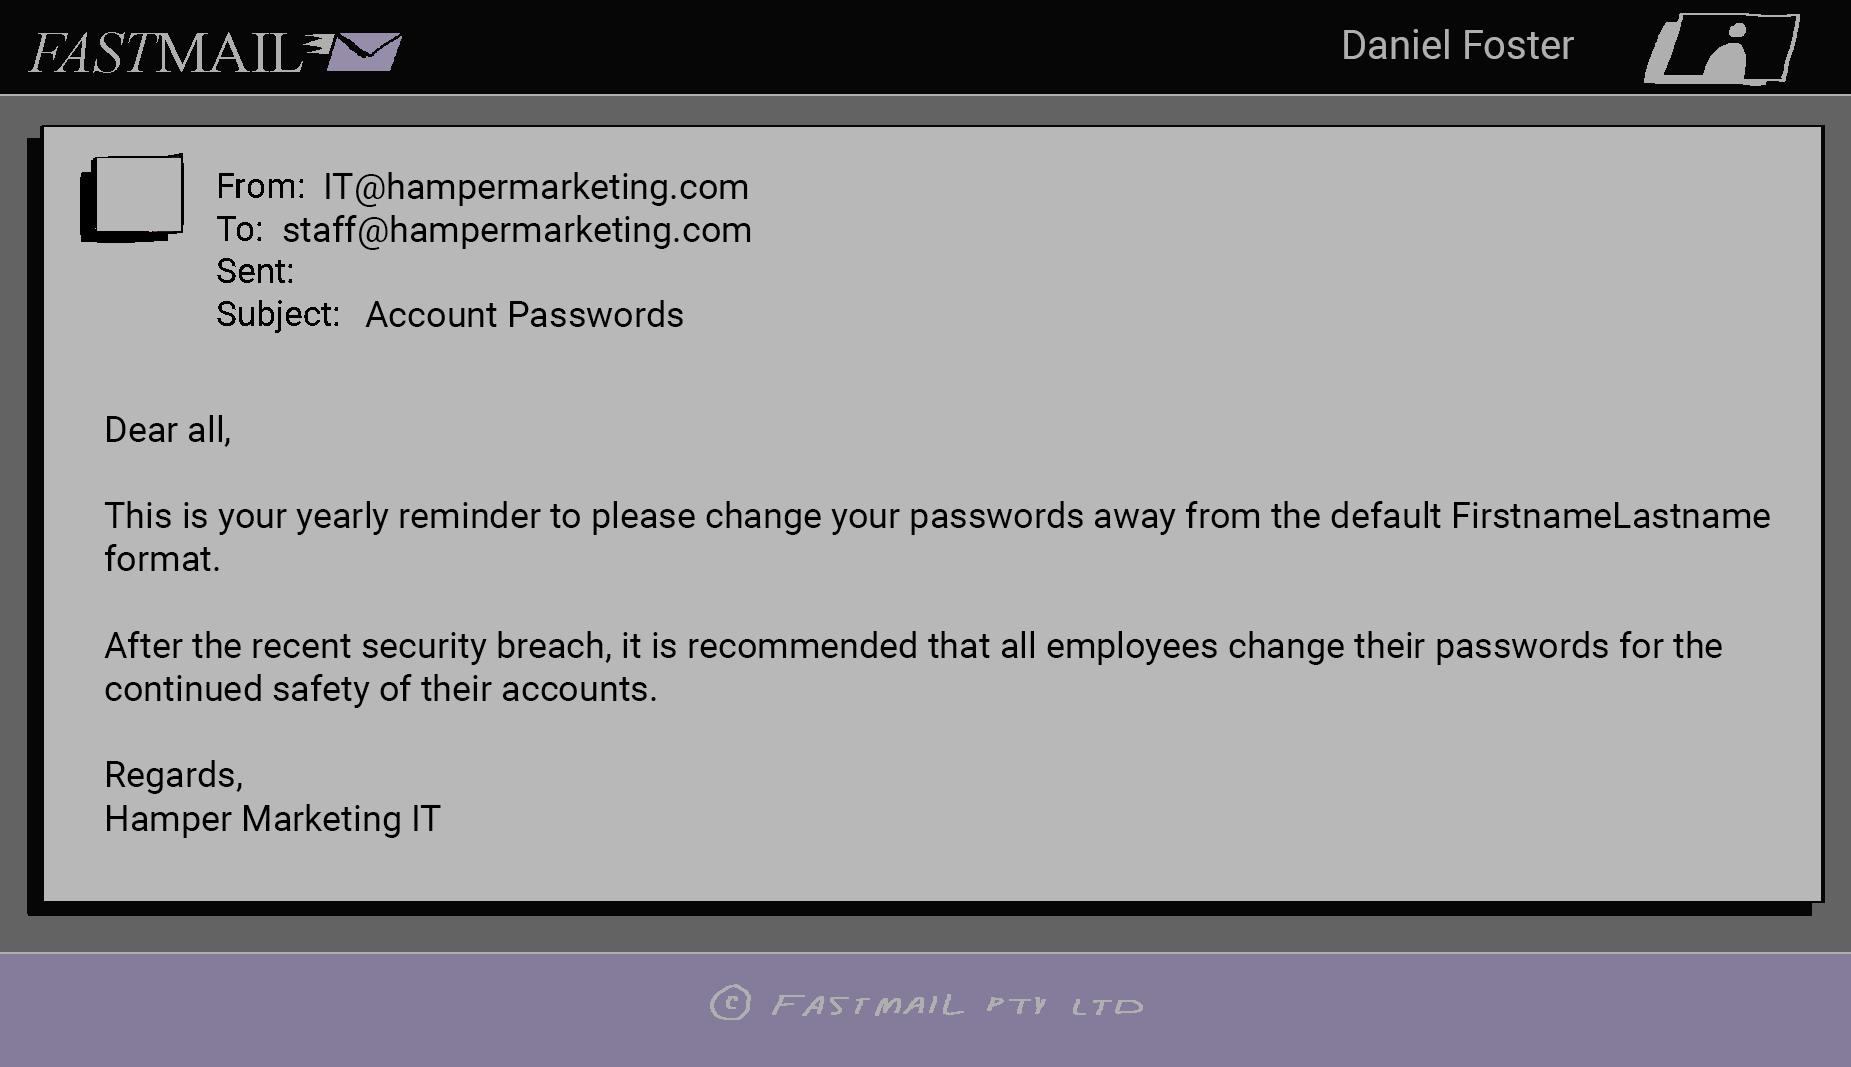 FASTMAIL
Daniel Foster
From: IT@hampermarketing.com
To: staff@hampermarketing.com
Sent:
Subject: Account Passwords
Dear all,
This is your yearly reminder to please change your passwords away from the default FirstnameLastname
format.
After the recent security breach, it is recommended that all employees change their passwords for the
continued safety of their accounts.
Regards,
Hamper Marketing IT
© FASTMAIL PTY LTD